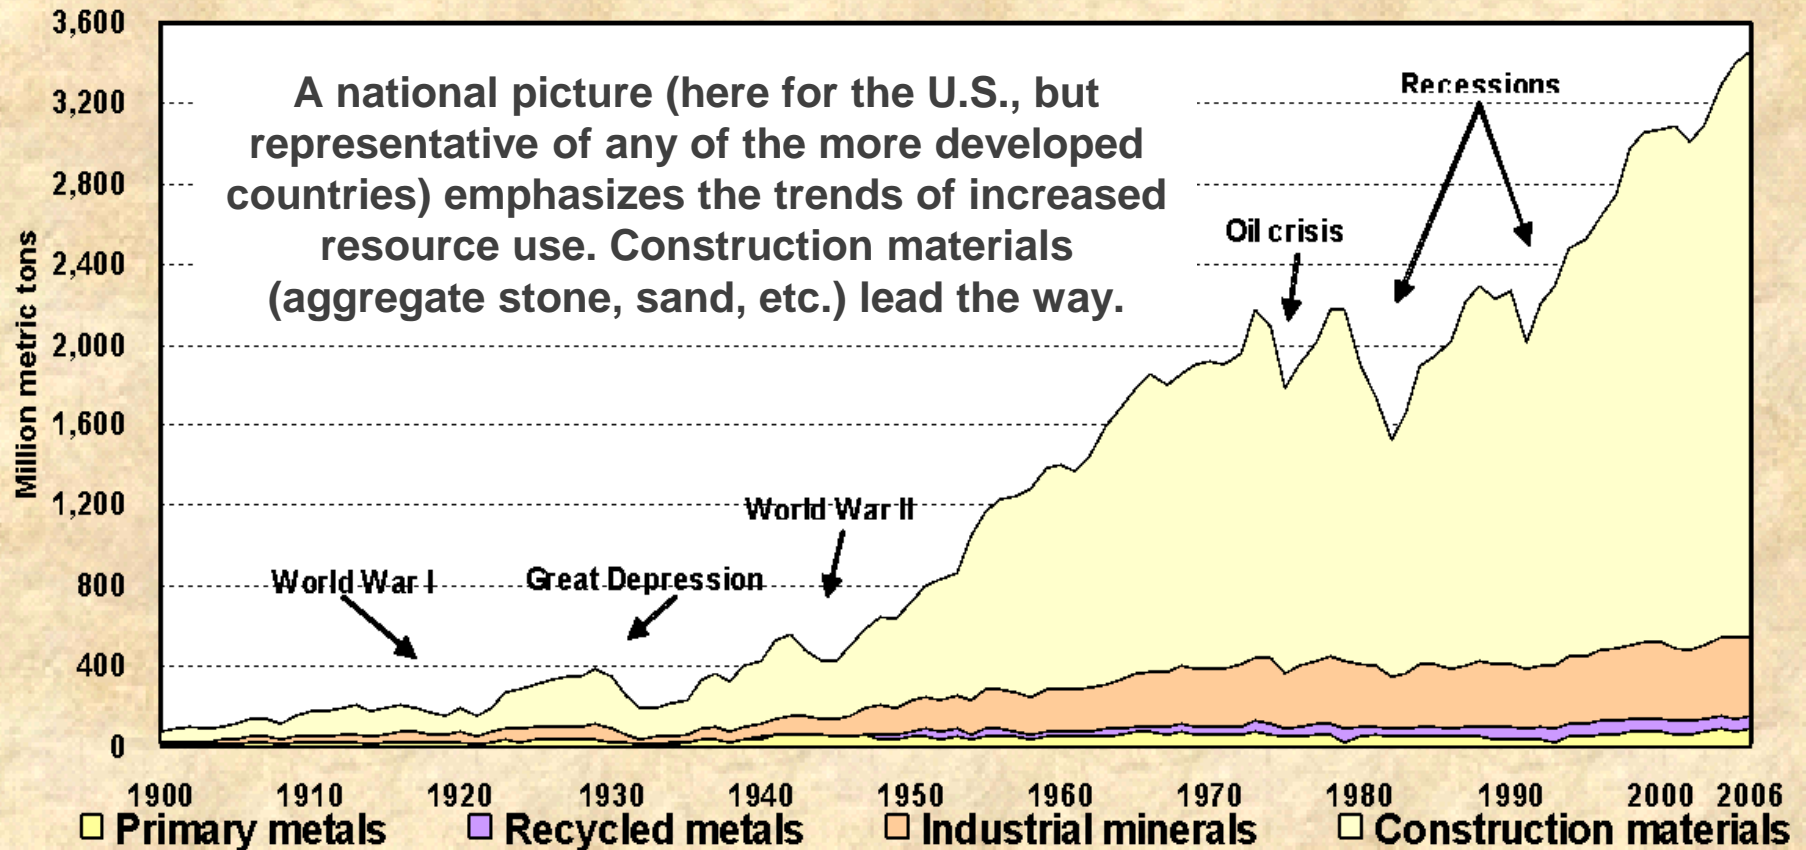 3,600
3,200
2,800
2,400
2,000
1,600
1,200
800
400
0
Million metric tons
A national picture (here for the U.S., but
representative of any of the more developed
countries) emphasizes the trends of increased
resource use. Construction materials
(aggregate stone, sand, etc.) lead the way.
Recessions
Oil crisis
World War II
World War I
Great Depression
1900 1910 1920 1930 1940 1950 1960 1970 1980 1990 2000 2006
Primary metals Recycled metals Industrial minerals Construction materials